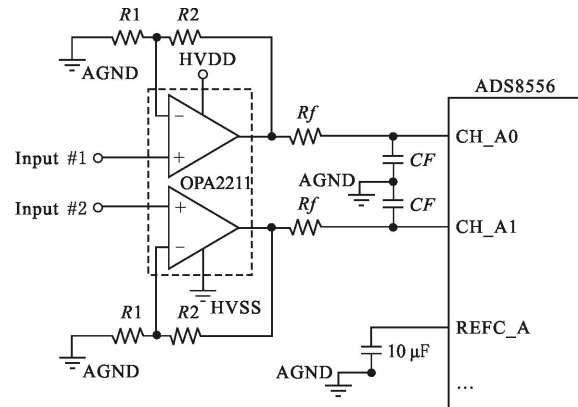 R1 R2
HVDD
AGND
ADS8556
Rf
CH_A0
Input #1
CF
OPA2211
AGND
Input #2
CF
Rf
CH_A1
R1 R2
HVSS
REFC_A
AGND
10 μF
AGND
...